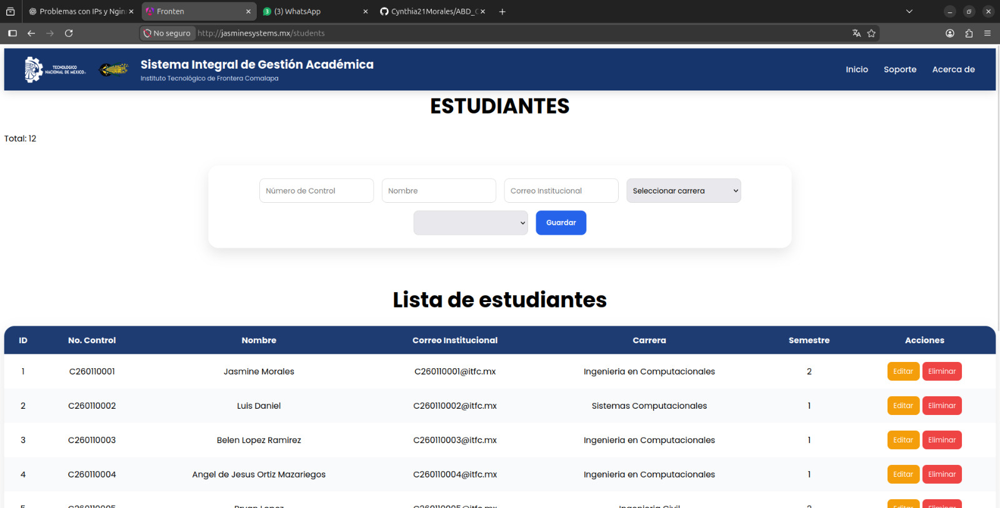 Problemas con IPs y Ngin
Fronten
3 (3) WhatsApp
Cynthia21Morales/ABD_C
No seguro http://jasminesystems.mx/students
TECNOLÓGICO
NACIONAL DE MÉXICO
Sistema Integral de Gestión Académica
Instituto Tecnológico de Frontera Comalapa
Inicio Soporte Acerca de
ESTUDIANTES
Total: 12
Número de Control Nombre Correo Institucional Seleccionar carrera
Guardar
Lista de estudiantes
ID No. Control Nombre Correo Institucional Carrera Semestre Acciones
1 C260110001 Jasmine Morales C260110001@itfc.mx Ingenieria en Computacionales 2 Editar Eliminar
2 C260110002 Luis Daniel C260110002@itfc.mx Sistemas Computacionales 1 Editar Eliminar
3 C260110003 Belen Lopez Ramirez C260110003@itfc.mx Ingenieria en Computacionales 1 Editar Eliminar
4 C260110004 Angel de Jesus Ortiz Mazariegos C260110004@itfc.mx Ingenieria en Computacionales 1 Editar Eliminar
5 C260110005 Bryan Lopez C260110005@itfc.mx Ingenieria Civil Editar Eliminar